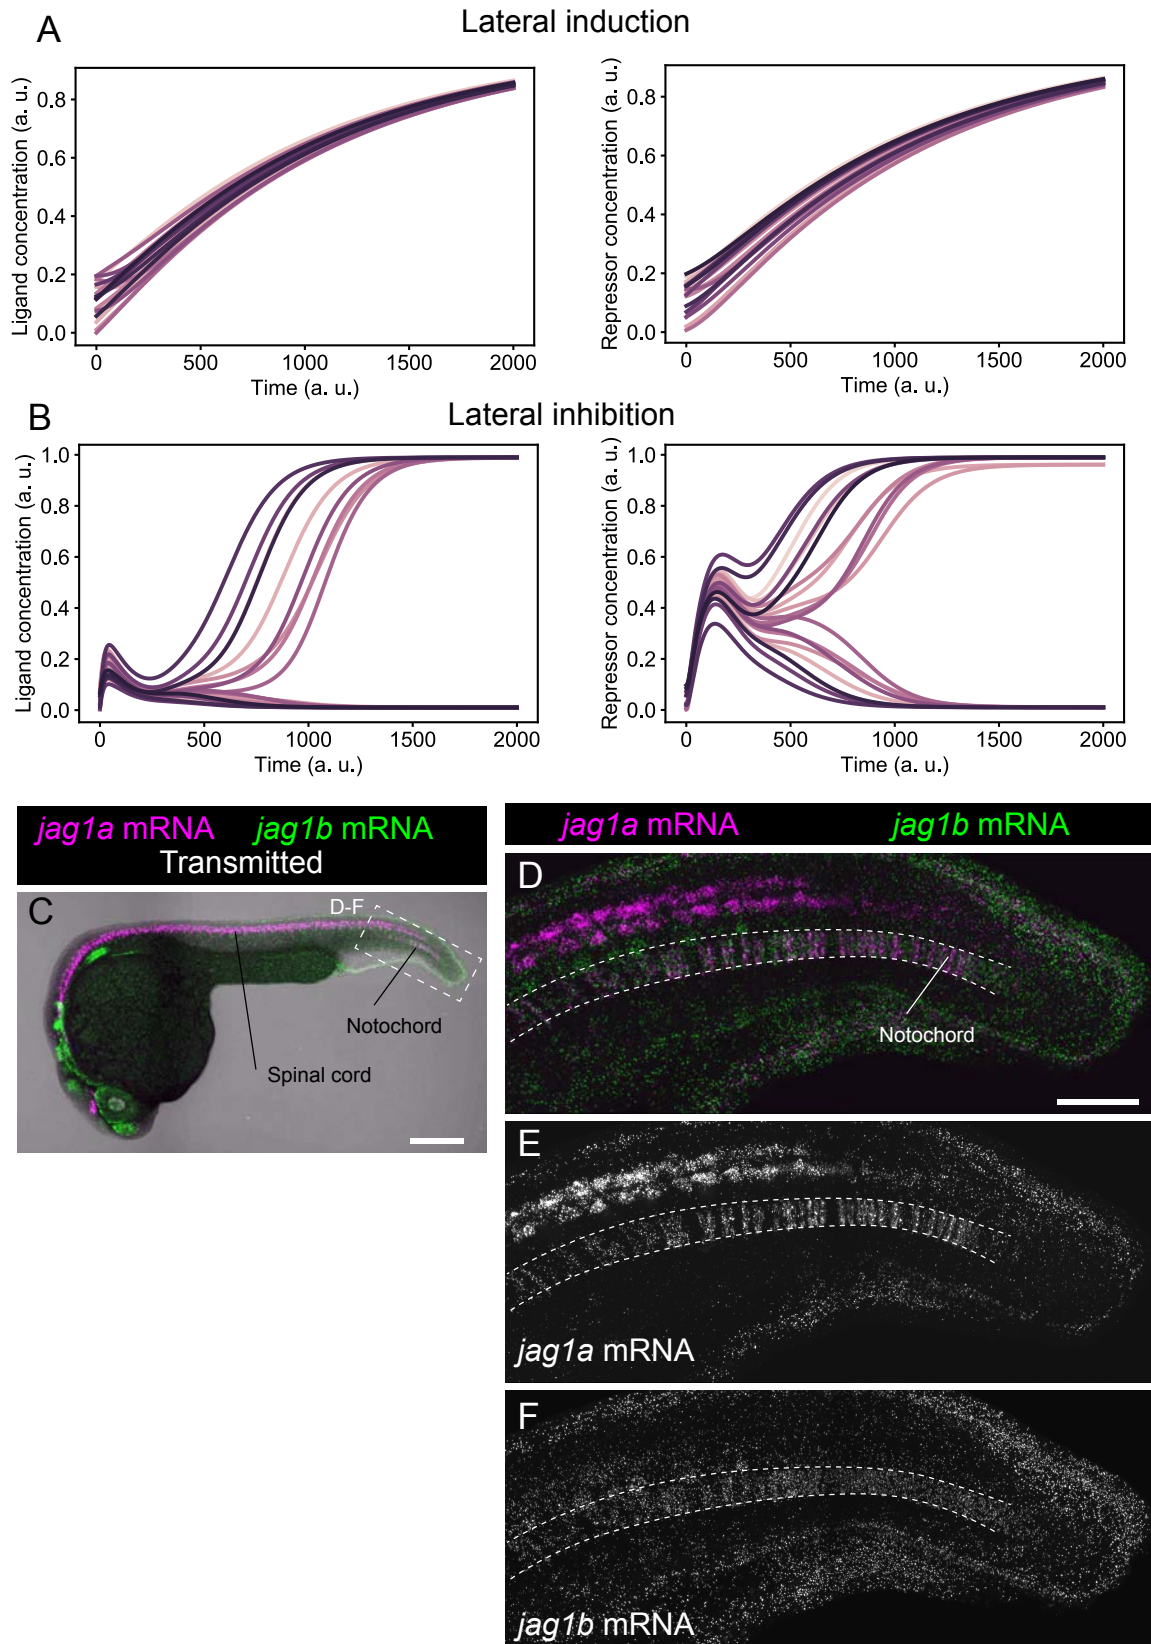 A
Lateral induction
Ligand concentration (a. u.)
0.8
0.6
0.4
0.2
0.0
0
500
1000
1500
2000
Time (a. u.)
Repressor concentration (a. u.)
0.8
0.6
0.4
0.2
0.0
0
500
1000
1500
2000
Time (a. u.)
B
Lateral inhibition
Ligand concentration (a. u.)
1.0
0.8
0.6
0.4
0.2
0.0
0
500
1000
1500
2000
Time (a. u.)
Repressor concentration (a. u.)
1.0
0.8
0.6
0.4
0.2
0.0
0
500
1000
1500
2000
Time (a. u.)
jag1a mRNA jag1b mRNA
Transmitted
C
D-F
Notochord
Spinal cord
jag1a mRNA jag1b mRNA
D
Notochord
E
jag1a mRNA
F
jag1b mRNA